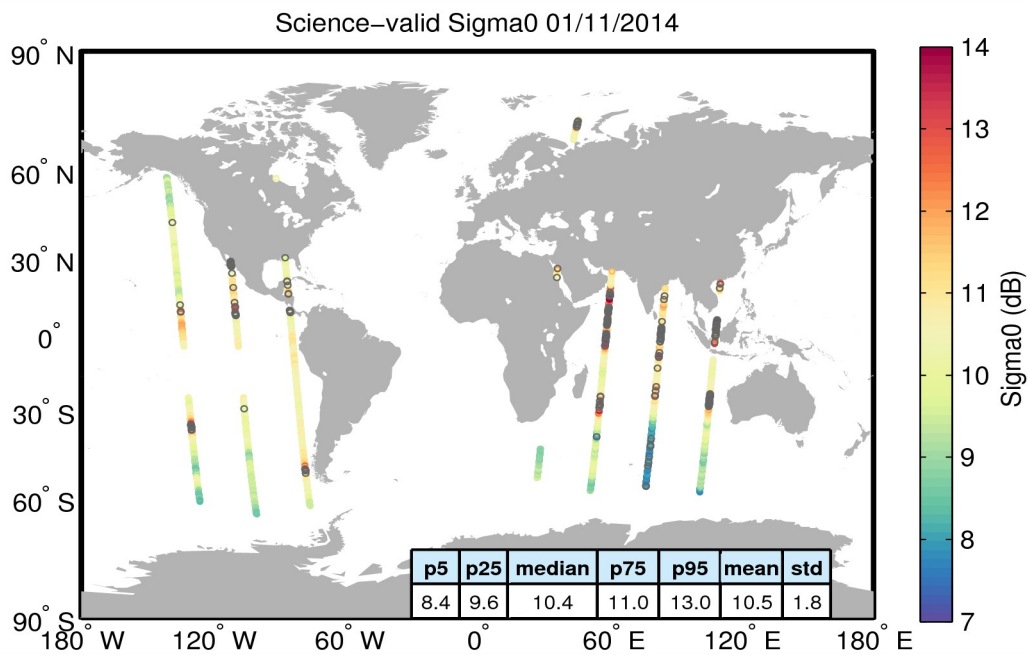 Science−valid Sigma0 01/11/2014
90° N
60° N
30° N
0°
30° S
60° S
90° S
180° W
120° W
60° W
0°
60° E
120° E
180° E
p5 p25 median p75 p95 mean std
8.4 9.6 10.4 11.0 13.0 10.5 1.8
14
13
12
11
10
9
8
7
Sigma0 (dB)